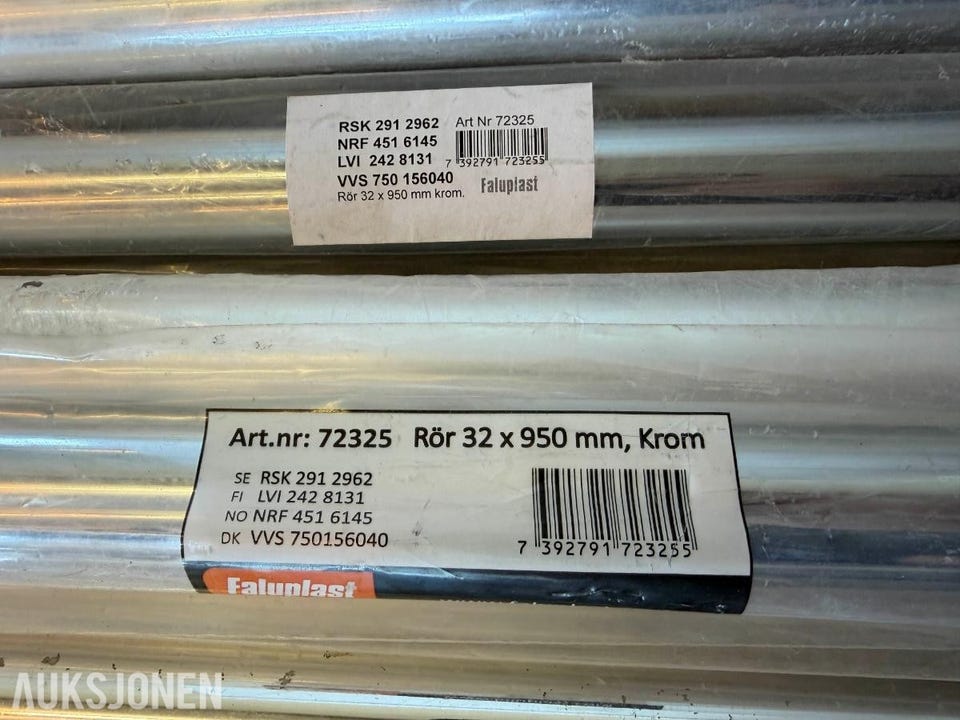 RSK 291 2962 Art Nr 72325
NRF 451 6145
LVI 242 8131
7 392791 723255
VVS 750 156040
Faluplast
Rör 32 x 950 mm krom.
Art.nr: 72325 Rör 32 x 950 mm, Krom
SE RSK 291 2962
FI LVI 242 8131
NO NRF 451 6145
DK VVS 750156040
7 392791 723255
Faluplast
AUKSJONEN